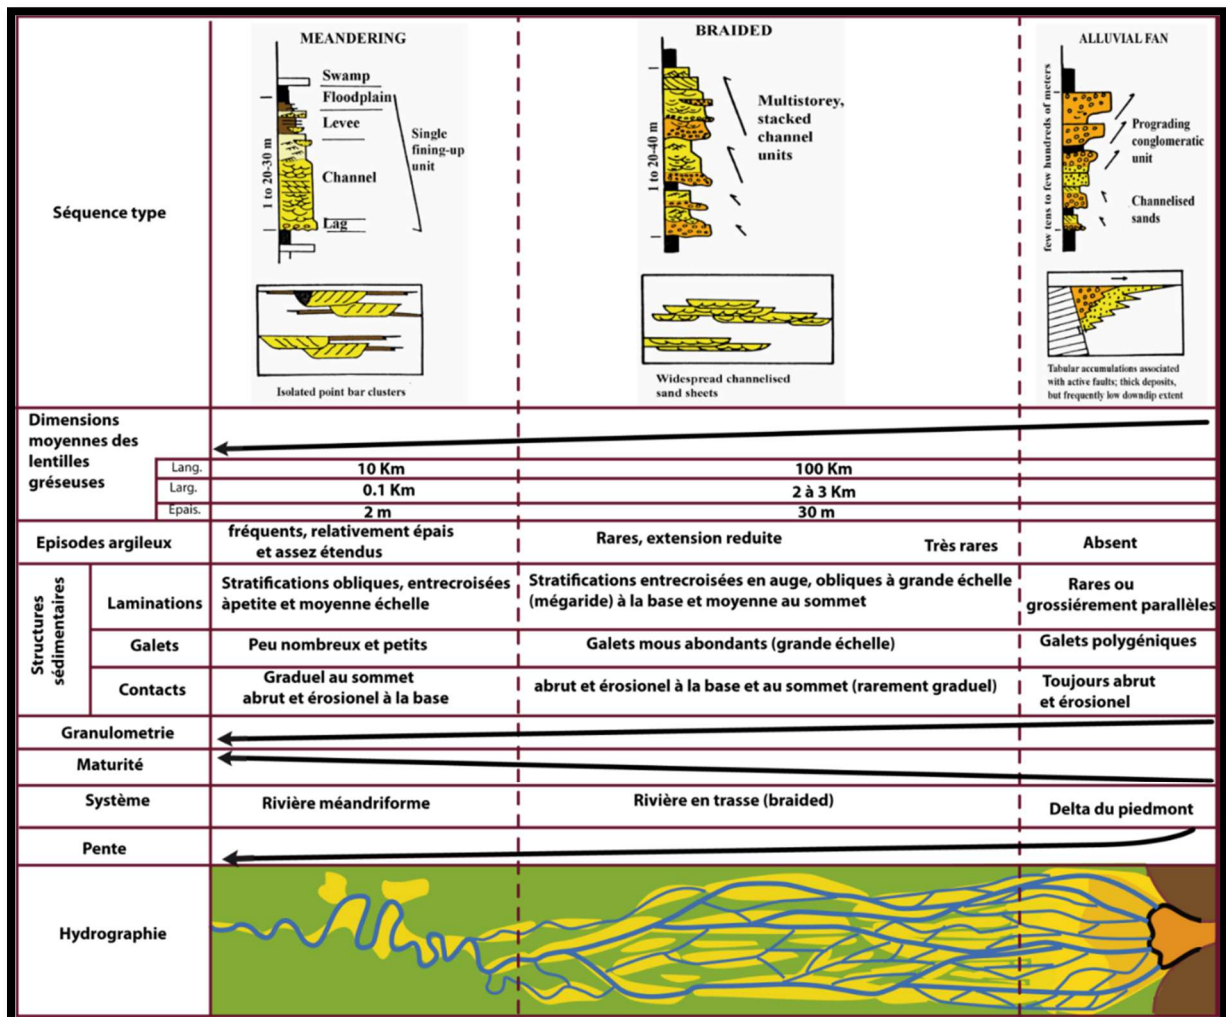 Séquence type
MEANDERING
Swamp
Floodplain
Levee
Channel
Lag
1 to 20-30 m
Single
fining-up
unit
Isolated point bar clusters
BRAIDED
1 to 20-40 m
Multistorey,
stacked
channel
units
Widespread channelised
sand sheets
ALLUVIAL FAN
few tens to few hundreds of meters
Prograding
conglomeratic
unit
Channelised
sands
Tabular accumulations associated
with active faults; thick deposits,
but frequently low downdip extent
Dimensions
moyennes des
lentilles
gréseuses
Lang.
10 Km
100 Km
Larg.
0.1 Km
2 à 3 Km
Epais.
2 m
30 m
Episodes argileux
fréquents, relativement épais
et assez étendus
Rares, extension reduite
Très rares
Absent
Structures
sédimentaires
Laminations
Stratifications obliques, entrecroisées
àpetite et moyenne échelle
Stratifications entrecroisées en auge, obliques à grande échelle
(mégaride) à la base et moyenne au sommet
Rares ou
grossiérement parallèles
Galets
Peu nombreux et petits
Galets mous abondants (grande échelle)
Galets polygéniques
Contacts
Graduel au sommet
abrut et érosionel à la base
abrut et érosionel à la base et au sommet (rarement graduel)
Toujours abrut
et érosionel
Granulometrie
Maturité
Système
Rivière méandriforme
Rivière en trasse (braided)
Delta du piedmont
Pente
Hydrographie